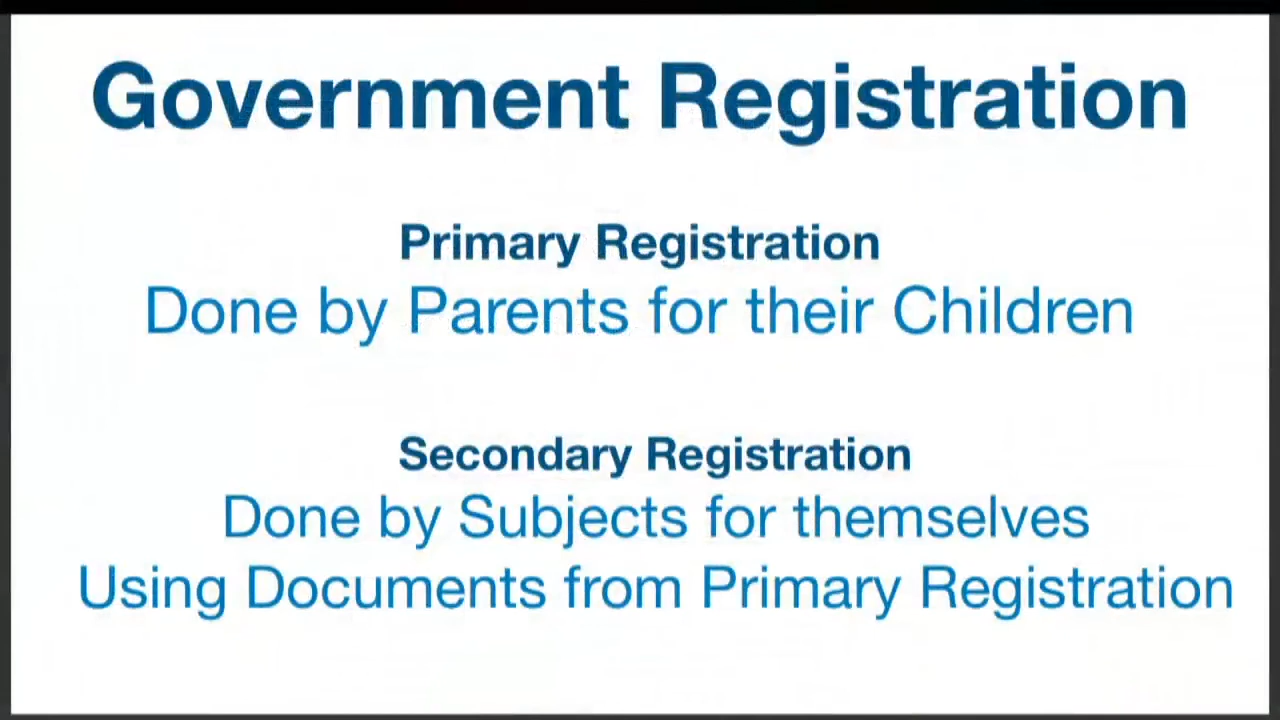 Government Registration
Primary Registration
Done by Parents for their Children
Secondary Registration
Done by Subjects for themselves
Using Documents from Primary Registration